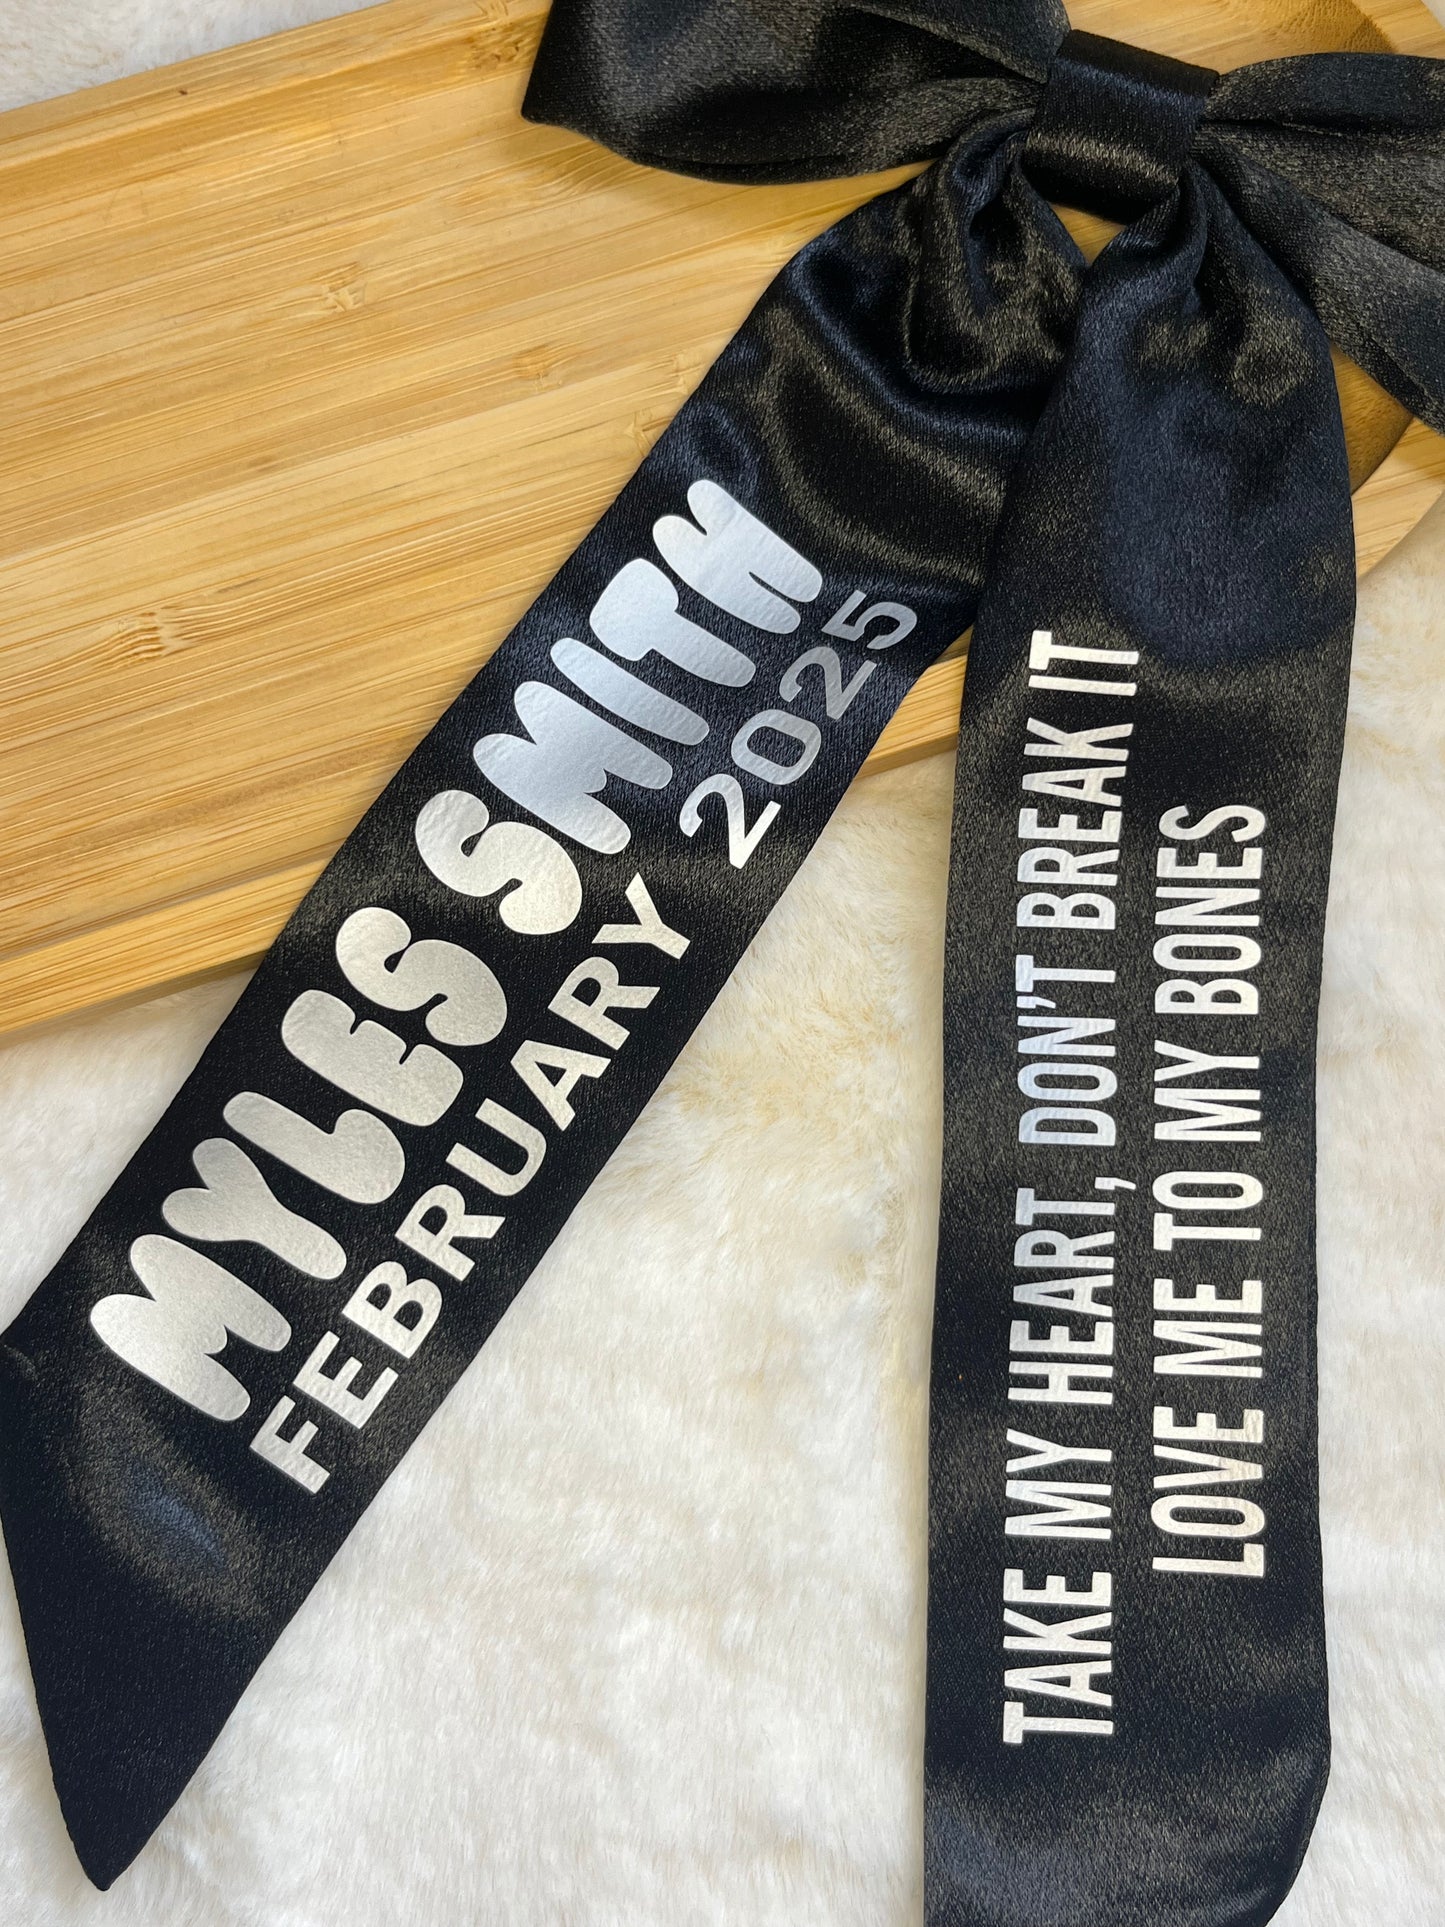 MYLES SMITH
FEBRUARY 2025
TAKE MY HEART, DON'T BREAK IT
LOVE ME TO MY BONES